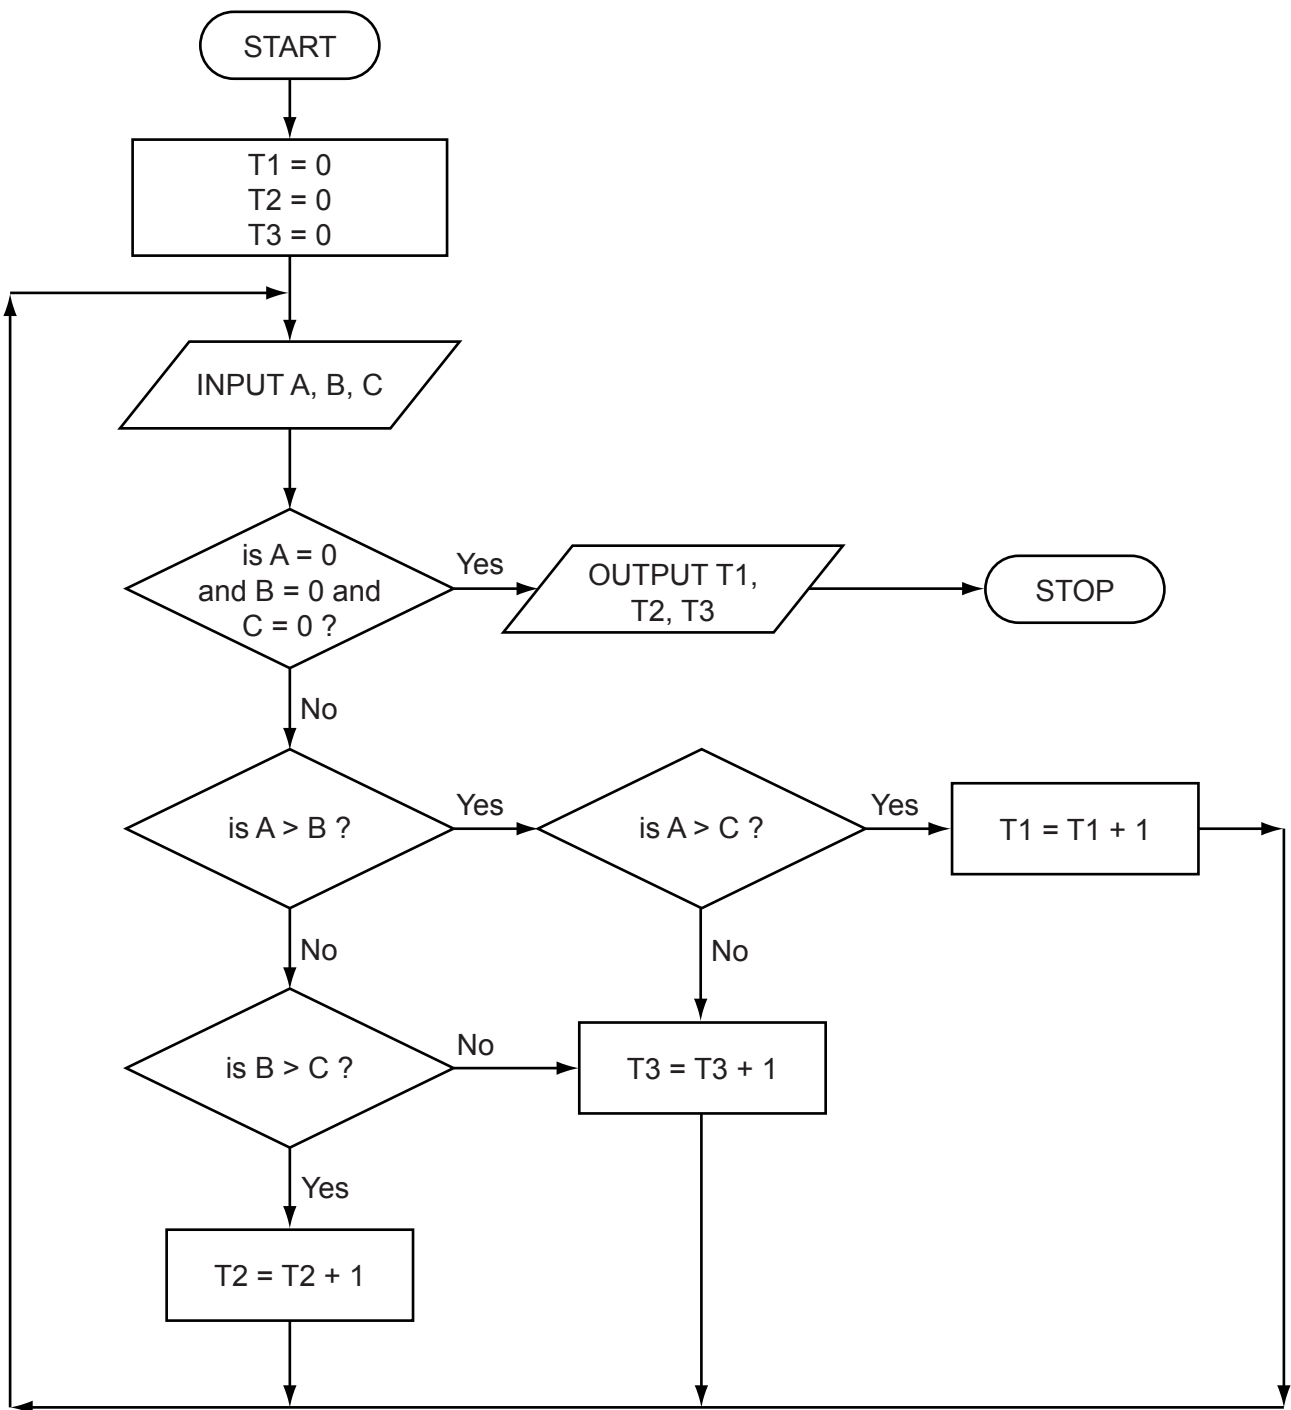 START
T1 = 0
T2 = 0
T3 = 0
INPUT A, B, C
is A = 0
and B = 0 and
C = 0 ?
Yes
OUTPUT T1,
T2, T3
STOP
No
is A > B ?
Yes
is A > C ?
Yes
T1 = T1 + 1
No
No
is B > C ?
No
T3 = T3 + 1
Yes
T2 = T2 + 1